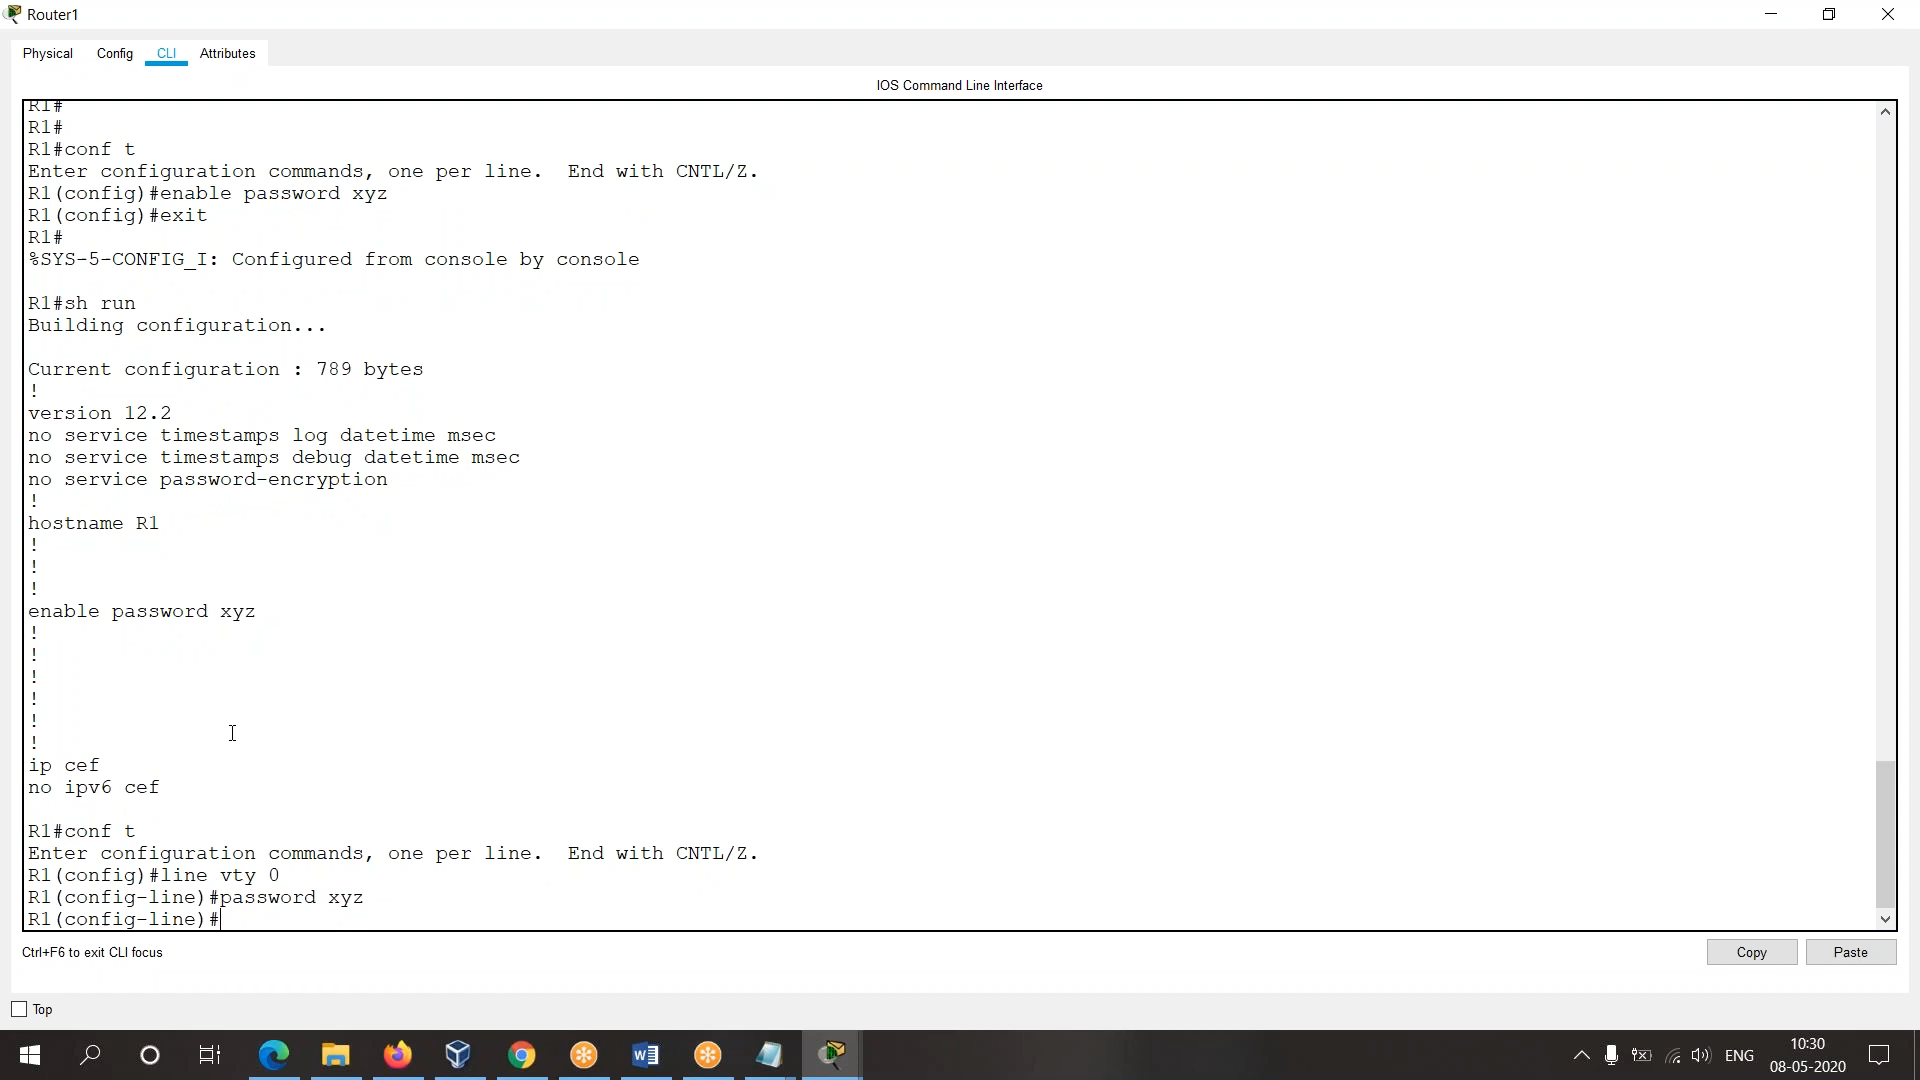 Router1
Physical Config CLI Attributes
IOS Command Line Interface
R1#
R1#
R1#conf t
Enter configuration commands, one per line.  End with CNTL/Z.
R1(config)#enable password xyz
R1(config)#exit
R1#
%SYS-5-CONFIG_I: Configured from console by console
R1#sh run
Building configuration...
Current configuration : 789 bytes
!
version 12.2
no service timestamps log datetime msec
no service timestamps debug datetime msec
no service password-encryption
!
hostname R1
!
!
!
enable password xyz
!
!
!
!
!
!
ip cef
no ipv6 cef
R1#conf t
Enter configuration commands, one per line.  End with CNTL/Z.
R1(config)#line vty 0
R1(config-line)#password xyz
R1(config-line)#
Ctrl+F6 to exit CLI focus
Copy Paste
Top
ENG
10:30
08-05-2020